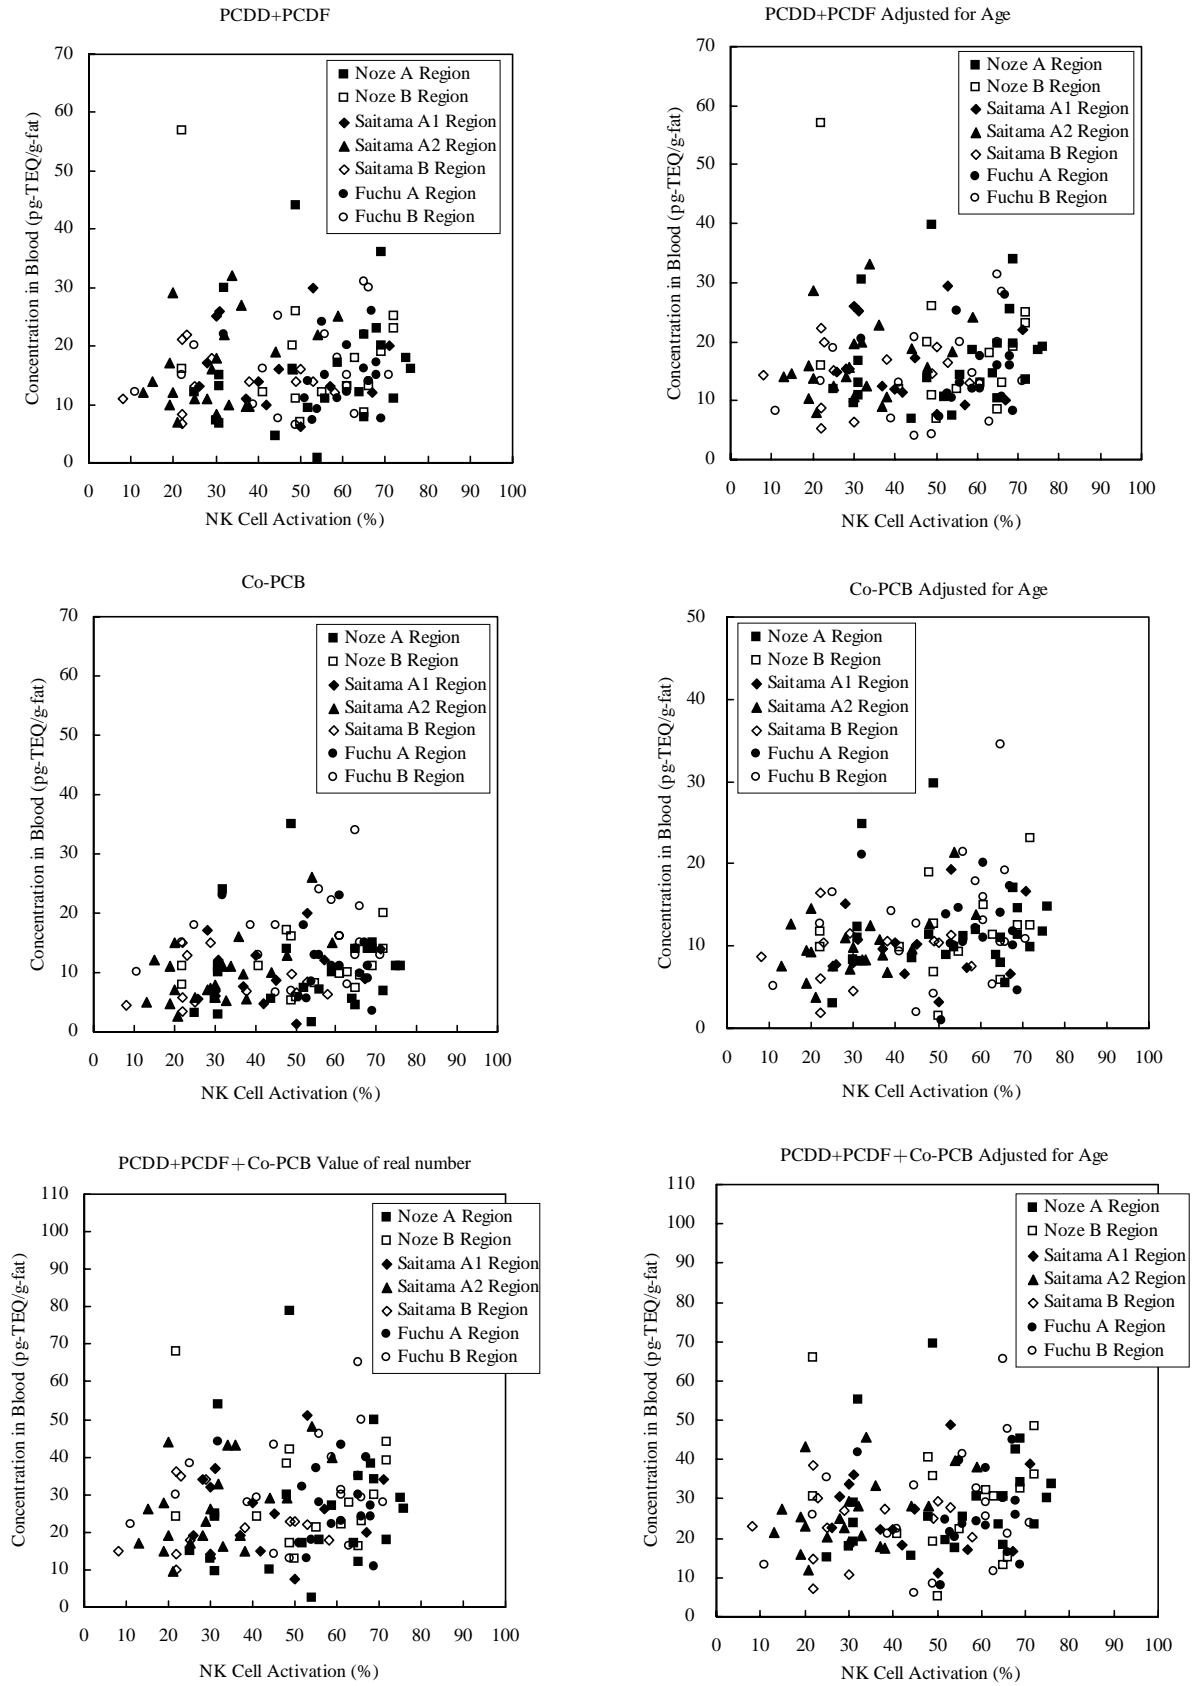 PCDD+PCDF
Concentration in Blood (pg-TEQ/g-fat)
70
60
50
40
30
20
10
0
0 10 20 30 40 50 60 70 80 90 100
NK Cell Activation (%)
Noze A Region
Noze B Region
Saitama A1 Region
Saitama A2 Region
Saitama B Region
Fuchu A Region
Fuchu B Region
PCDD+PCDF Adjusted for Age
Concentration in Blood (pg-TEQ/g-fat)
70
60
50
40
30
20
10
0
0 10 20 30 40 50 60 70 80 90 100
NK Cell Activation (%)
Noze A Region
Noze B Region
Saitama A1 Region
Saitama A2 Region
Saitama B Region
Fuchu A Region
Fuchu B Region
Co-PCB
Concentration in Blood (pg-TEQ/g-fat)
70
60
50
40
30
20
10
0
0 10 20 30 40 50 60 70 80 90 100
NK Cell Activation (%)
Noze A Region
Noze B Region
Saitama A1 Region
Saitama A2 Region
Saitama B Region
Fuchu A Region
Fuchu B Region
Co-PCB Adjusted for Age
Concentration in Blood (pg-TEQ/g-fat)
50
40
30
20
10
0
0 10 20 30 40 50 60 70 80 90 100
NK Cell Activation (%)
Noze A Region
Noze B Region
Saitama A1 Region
Saitama A2 Region
Saitama B Region
Fuchu A Region
Fuchu B Region
PCDD+PCDF＋Co-PCB Value of real number
Concentration in Blood (pg-TEQ/g-fat)
110
100
90
80
70
60
50
40
30
20
10
0
0 10 20 30 40 50 60 70 80 90 100
NK Cell Activation (%)
Noze A Region
Noze B Region
Saitama A1 Region
Saitama A2 Region
Saitama B Region
Fuchu A Region
Fuchu B Region
PCDD+PCDF＋Co-PCB Adjusted for Age
Concentration in Blood (pg-TEQ/g-fat)
110
100
90
80
70
60
50
40
30
20
10
0
0 10 20 30 40 50 60 70 80 90 100
NK Cell Activation (%)
Noze A Region
Noze B Region
Saitama A1 Region
Saitama A2 Region
Saitama B Region
Fuchu A Region
Fuchu B Region